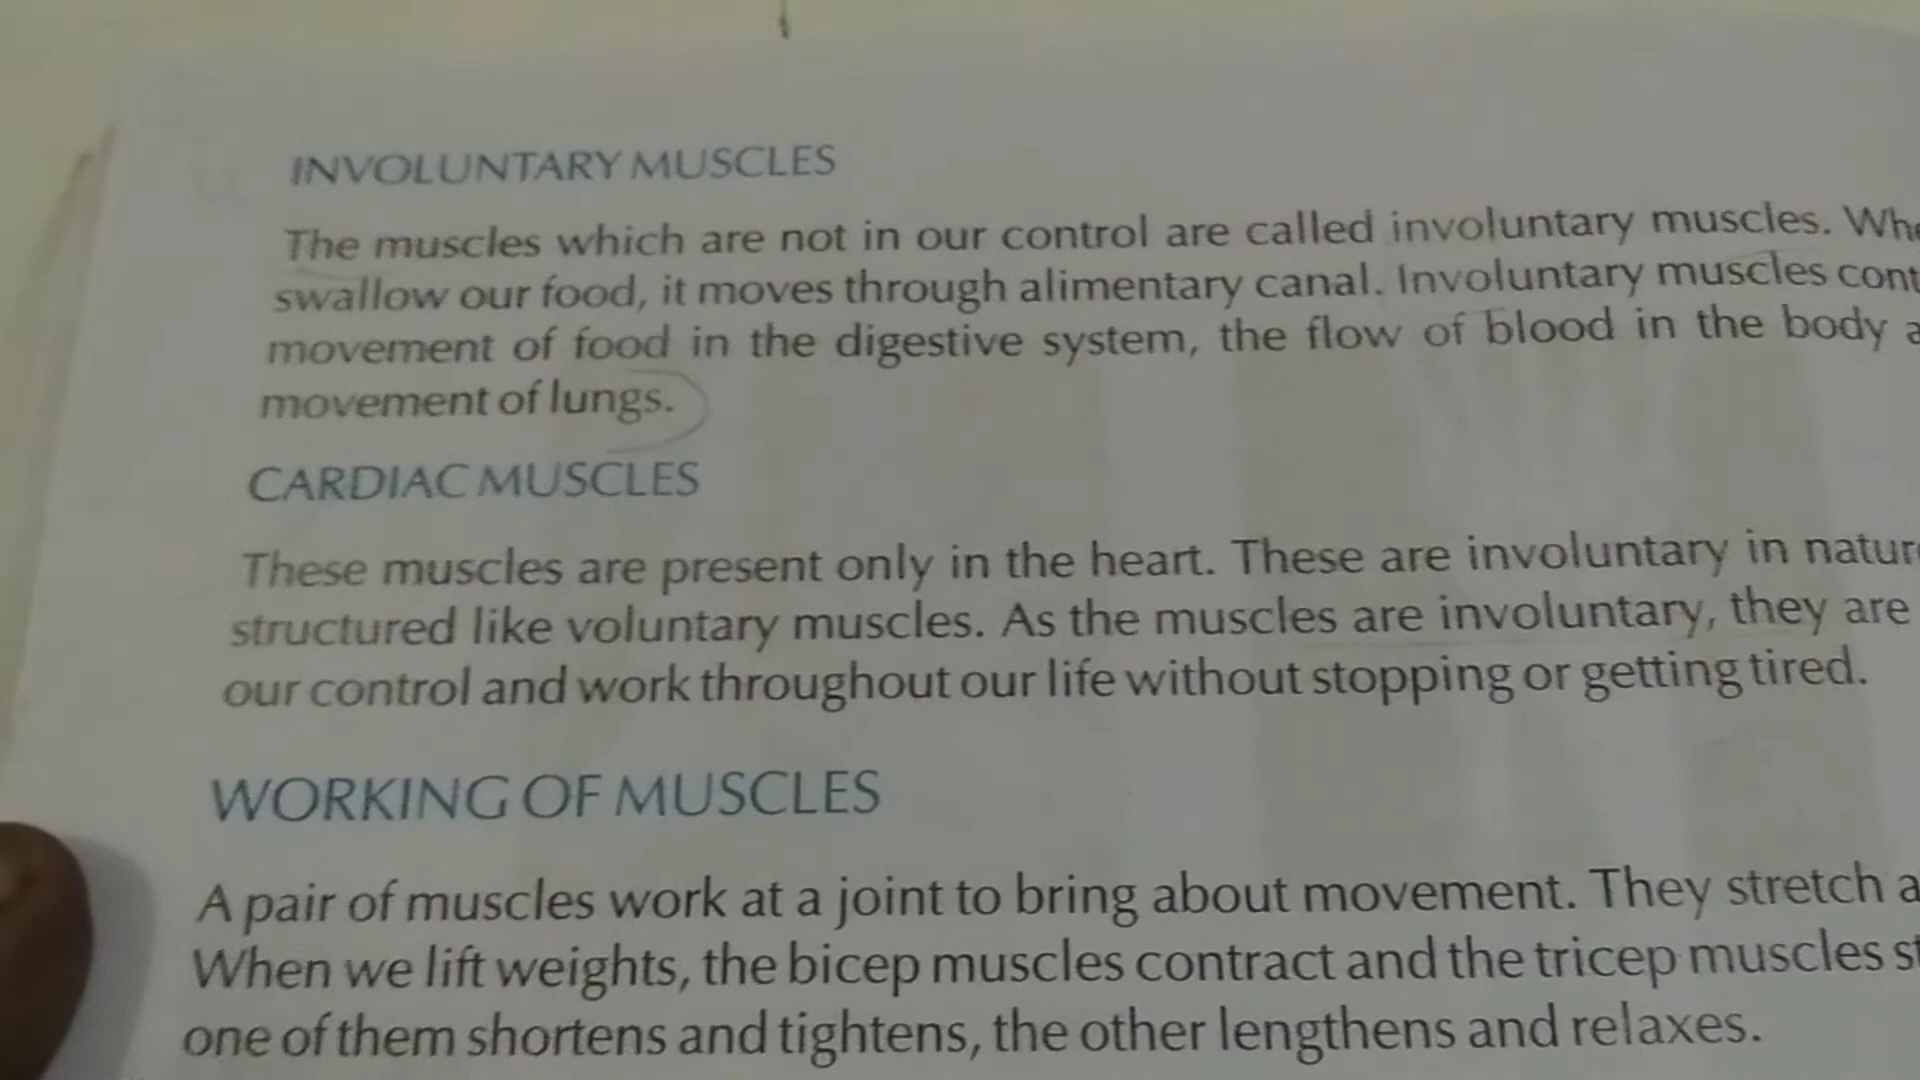 INVOLUNTARY MUSCLES
The muscles which are not in our control are called involuntary muscles.
swallow our food, it moves through alimentary canal. Involuntary muscles
movement of food in the digestive system, the flow of blood in the body
movement of lungs.
CARDIAC MUSCLES
These muscles are present only in the heart. These are involuntary in
structured like voluntary muscles. As the muscles are involuntary, they are
our control and work throughout our life without stopping or getting tired.
WORKING OF MUSCLES
A pair of muscles work at a joint to bring about movement. They stretch
When we lift weights, the bicep muscles contract and the tricep muscles
one of them shortens and tightens, the other lengthens and relaxes.